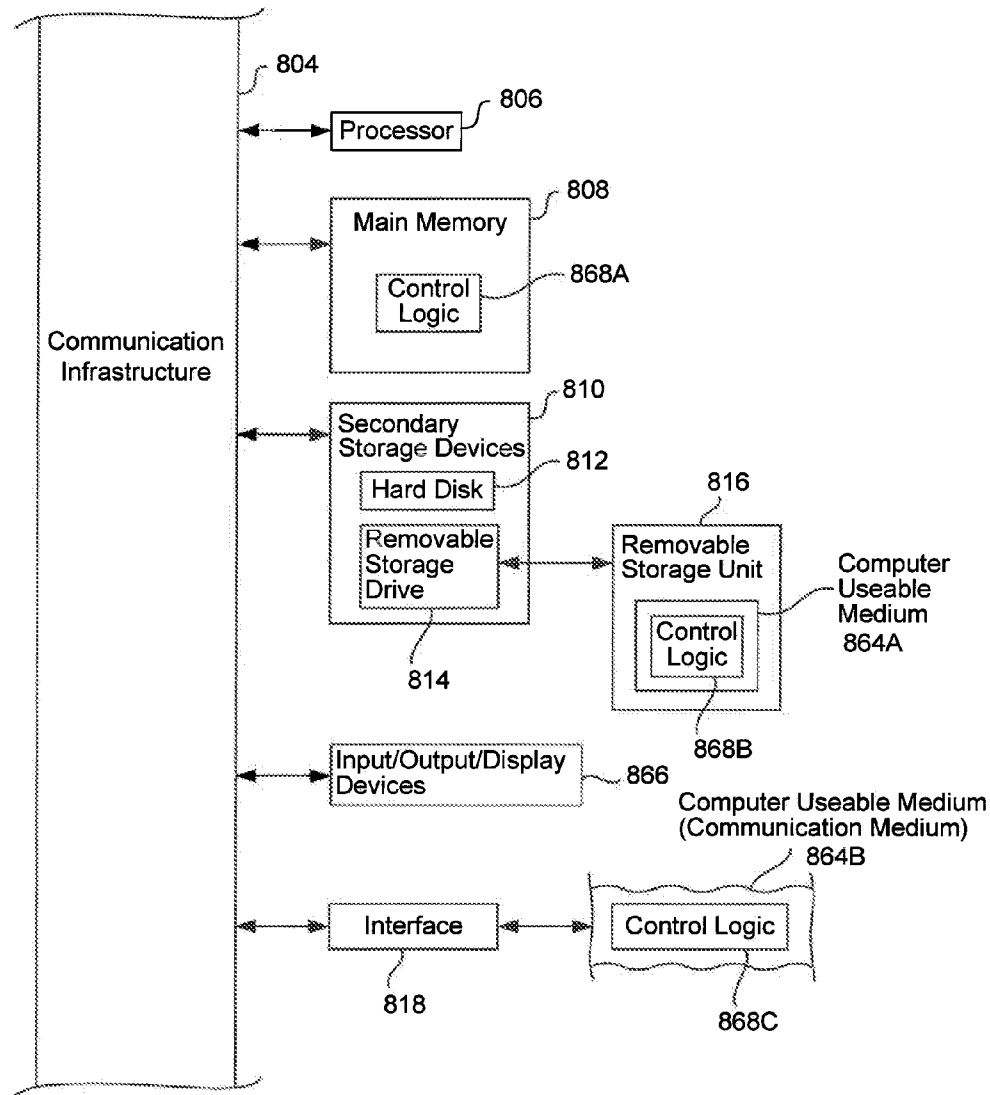 804
806
Processor
808
Main Memory
868A
Control
Logic
Communication
Infrastructure
810
Secondary
Storage Devices
812
Hard Disk
816
Removable
Storage
Drive
Removable
Storage Unit
Computer
Useable
Medium
864A
Control
Logic
814
868B
Input/Output/Display
Devices
866
Computer Useable Medium
(Communication Medium)
864B
Interface
Control Logic
818
868C